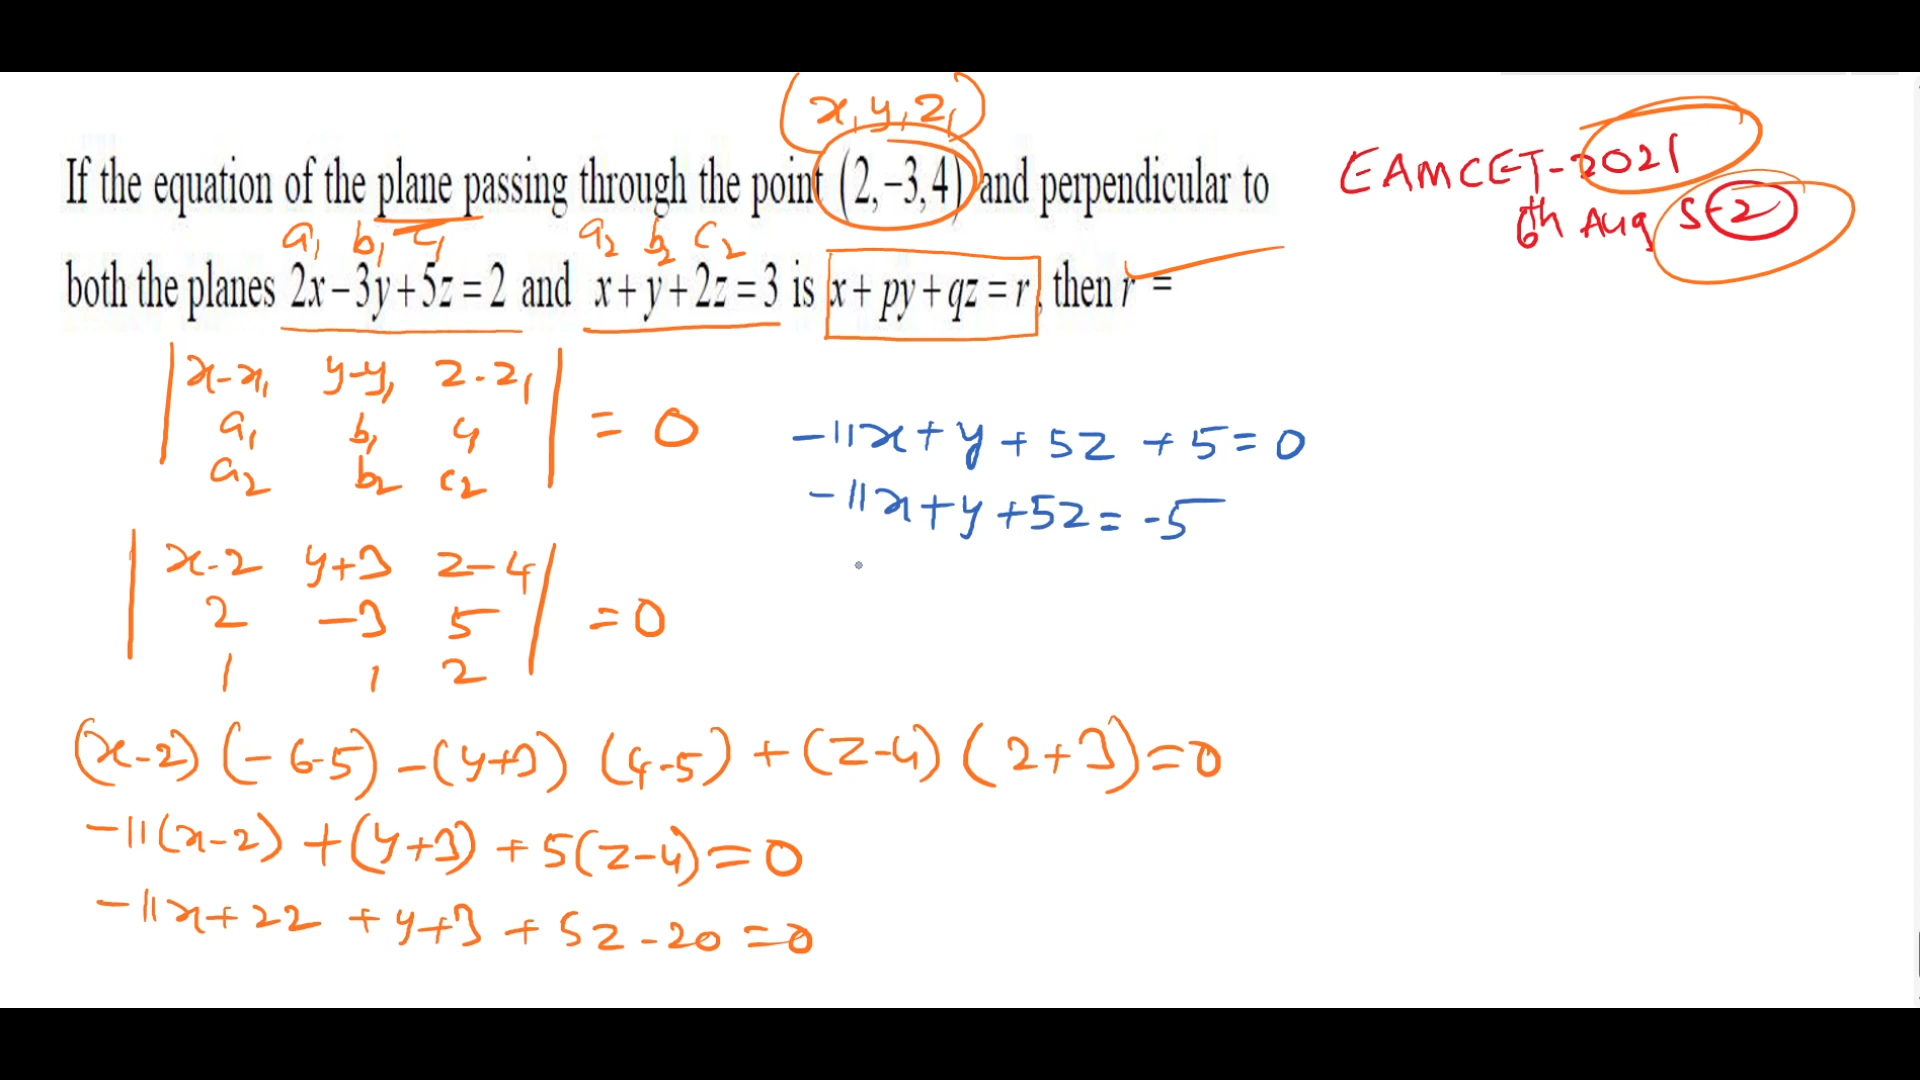 (x₁ y₁ z₁)
If the equation of the plane passing through the point (2,−3,4) and perpendicular to
a₁ b₁ c₁ a₂ b₂ c₂
both the planes 2x−3y+5z=2 and x+y+2z=3 is x+py+qz=r, then r =
EAMCET-2021
6th Aug S-2
| x-x₁ y-y₁ z-z₁ |
| a₁ b₁ c₁ | = 0
| a₂ b₂ c₂ |
| x-2 y+3 z-4 |
| 2 -3 5 | = 0
| 1 1 2 |
(x-2)(-6-5)-(y+3)(4-5)+(z-4)(2+3)=0
-11(x-2)+(y+3)+5(z-4)=0
-11x+22+y+3+5z-20=0
-11x+y+5z+5=0
-11x+y+5z=-5